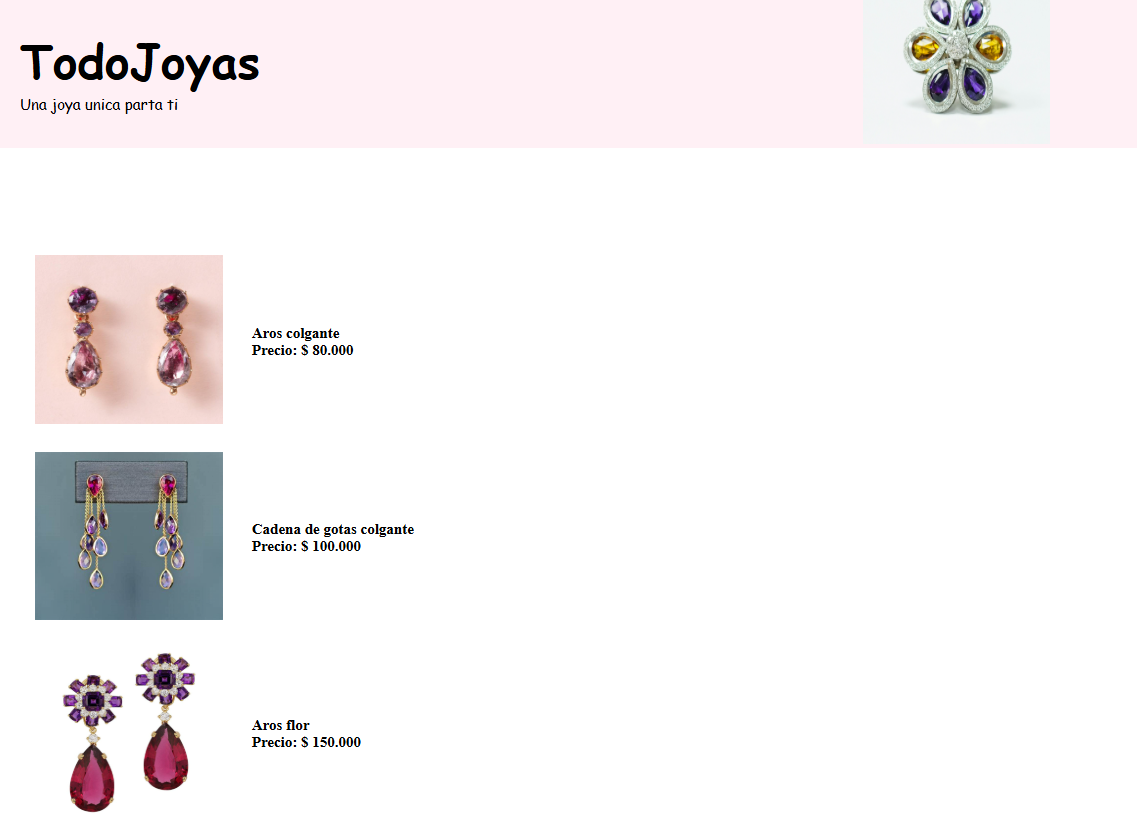 TodoJoyas
Una joya unica parta ti
Aros colgante
Precio: $ 80.000
Cadena de gotas colgante
Precio: $ 100.000
Aros flor
Precio: $ 150.000